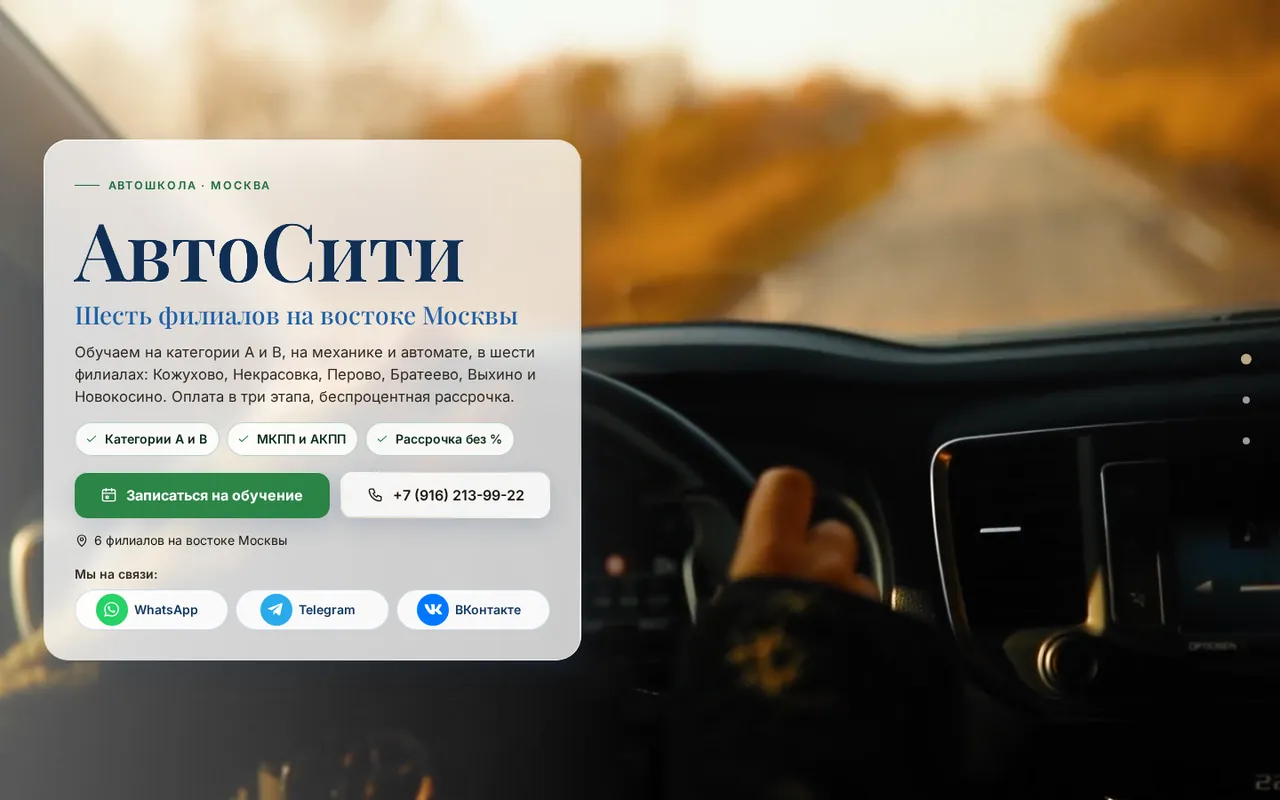 АВТОШКОЛА · МОСКВА
АвтоСити
Шесть филиалов на востоке Москвы
Обучаем на категории А и В, на механике и автомате, в шести
филиалах: Кожухово, Некрасовка, Перово, Братеево, Выхино и
Новокосино. Оплата в три этапа, беспроцентная рассрочка.
Категории А и В
МКПП и АКПП
Рассрочка без %
Записаться на обучение
+7 (916) 213-99-22
6 филиалов на востоке Москвы
Мы на связи:
WhatsApp
Telegram
ВКонтакте